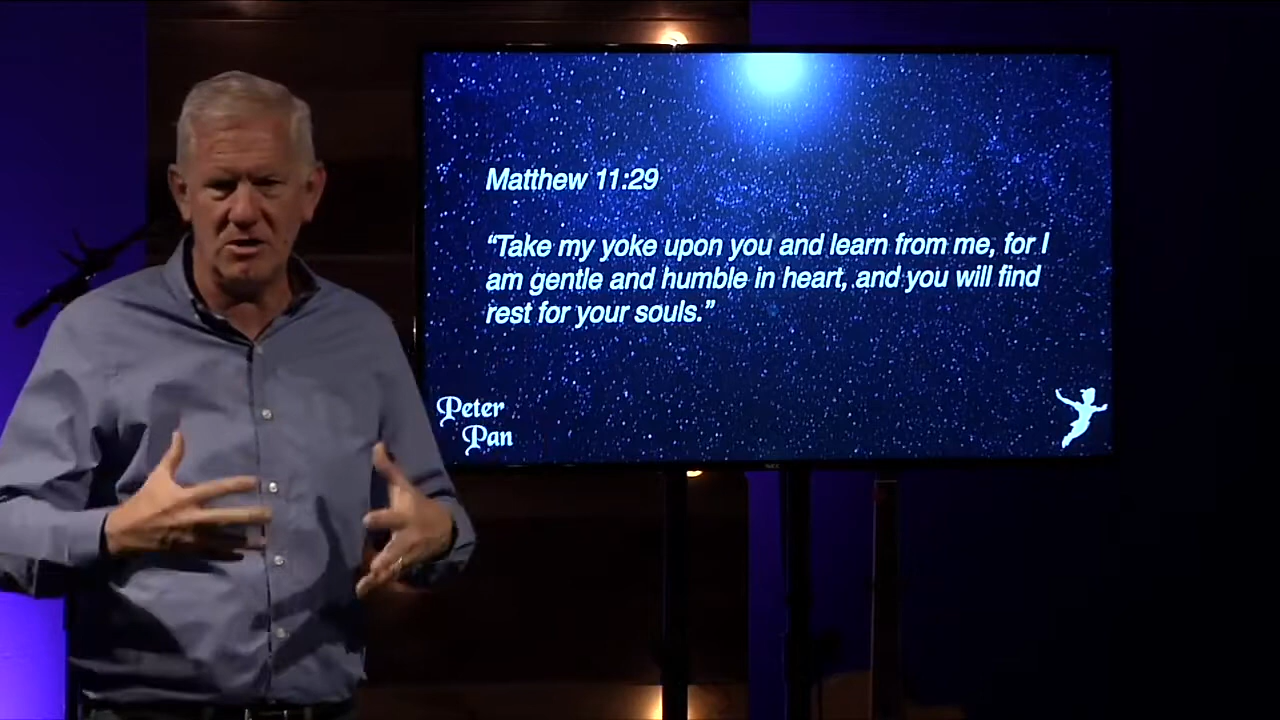 Matthew 11:29
“Take my yoke upon you and learn from me, for I
am gentle and humble in heart, and you will find
rest for your souls.”
Peter
Pan